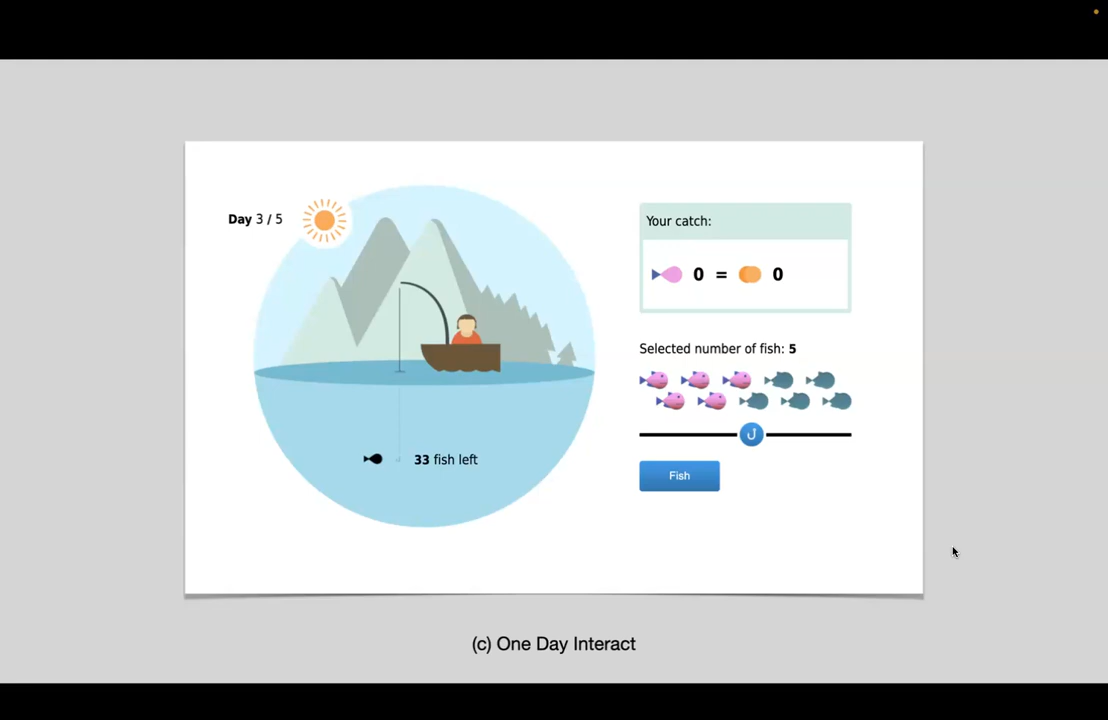 Day 3 / 5
Your catch:
0 = 0
Selected number of fish: 5
33 fish left
Fish
(c) One Day Interact